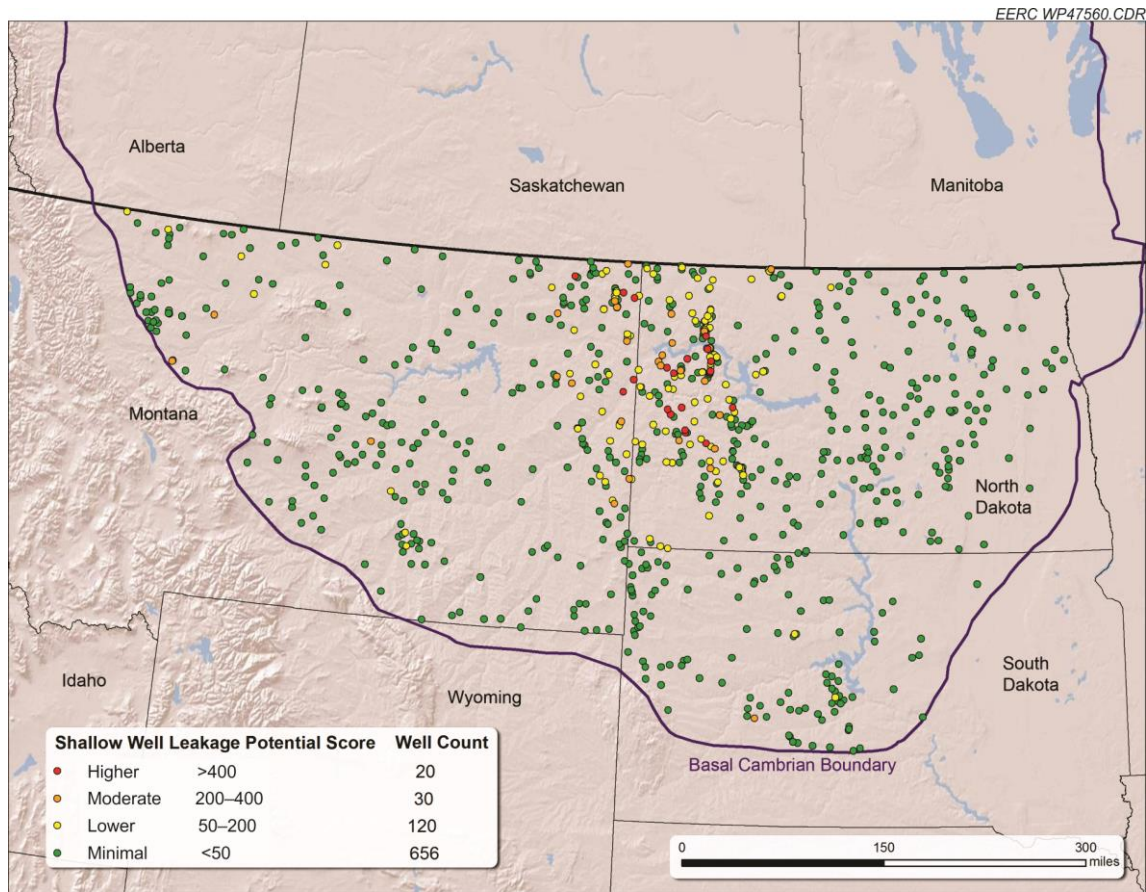 EERC WP47560.CDR
Alberta
Saskatchewan
Manitoba
Montana
North
Dakota
South
Dakota
Idaho
Wyoming
Basal Cambrian Boundary
Shallow Well Leakage Potential Score Well Count
Higher >400 20
Moderate 200–400 30
Lower 50–200 120
Minimal <50 656
0 150 300
miles